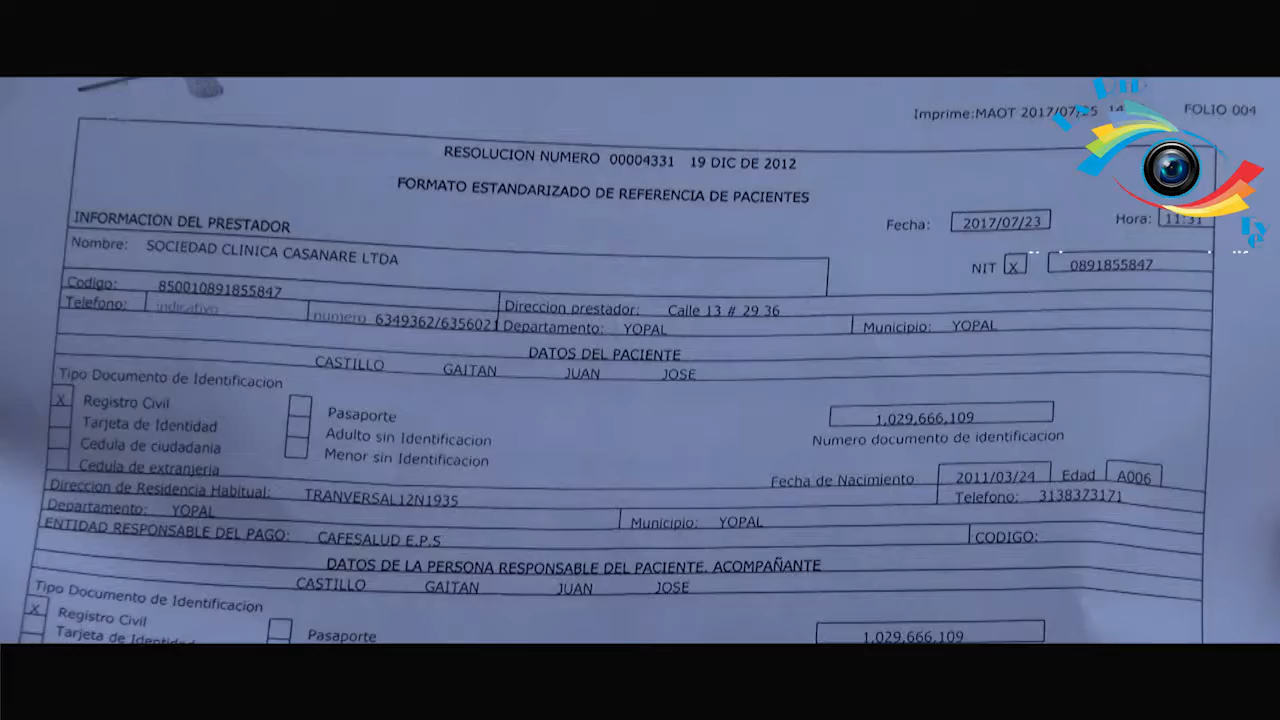 Imprime:MAOT 2017/07/25 14 FOLIO 004
RESOLUCION NUMERO 00004331 19 DIC DE 2012
FORMATO ESTANDARIZADO DE REFERENCIA DE PACIENTES
INFORMACION DEL PRESTADOR Fecha: 2017/07/23 Hora: 11:31
Nombre: SOCIEDAD CLINICA CASANARE LTDA NIT X 0891855847
Codigo: 850010891855847 Direccion prestador: Calle 13 # 29 36
Telefono: indicativo numero 6349362/6356021 Departamento: YOPAL Municipio: YOPAL
DATOS DEL PACIENTE
CASTILLO GAITAN JUAN JOSE
Tipo Documento de Identificacion
X Registro Civil Pasaporte 1,029,666,109
Tarjeta de Identidad Adulto sin Identificacion Numero documento de identificacion
Cedula de ciudadania Menor sin Identificacion
Cedula de extranjeria Fecha de Nacimiento 2011/03/24 Edad A006
Direccion de Residencia Habitual: TRANVERSAL12N1935 Telefono: 3138373171
Departamento: YOPAL Municipio: YOPAL
ENTIDAD RESPONSABLE DEL PAGO: CAFESALUD E.P.S CODIGO:
DATOS DE LA PERSONA RESPONSABLE DEL PACIENTE. ACOMPAÑANTE
CASTILLO GAITAN JUAN JOSE
Tipo Documento de Identificacion
X Registro Civil Pasaporte 1,029,666,109
Tarjeta de